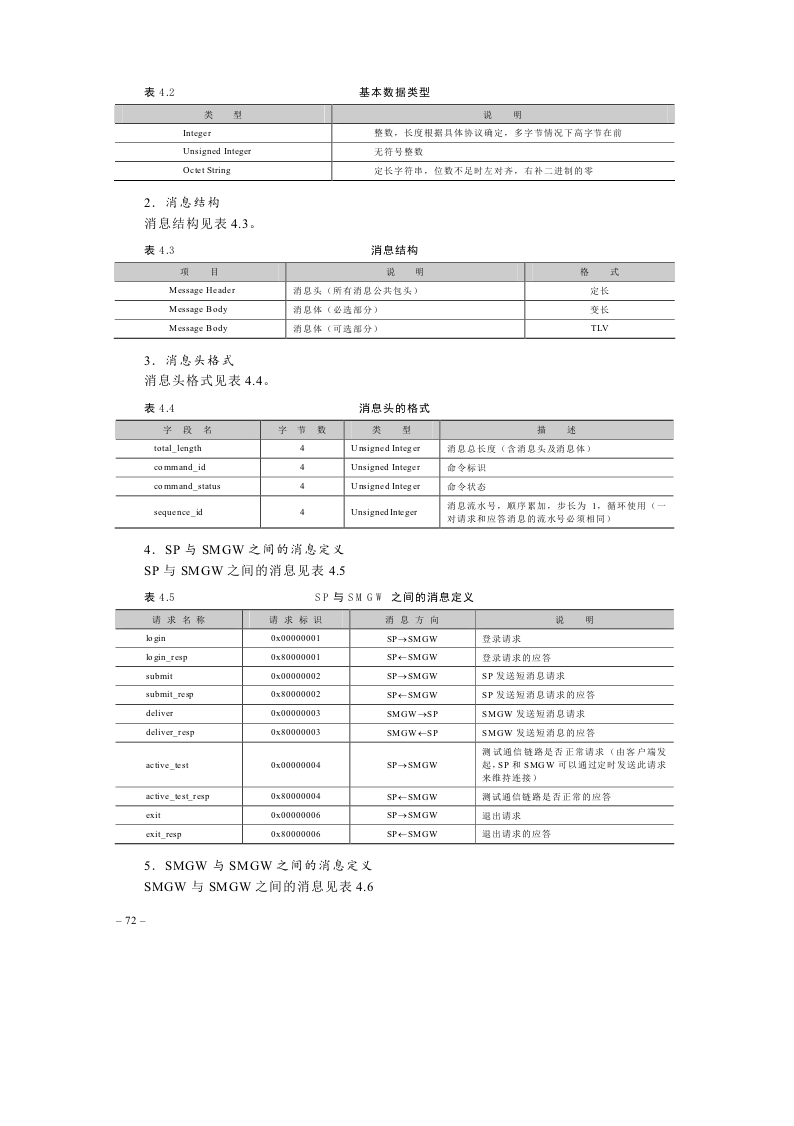 表 4.2 基本数据类型
类 型 说 明
Integer 整数，长度根据具体协议确定，多字节情况下高字节在前
Unsigned Integer 无符号整数
Octet String 定长字符串，位数不足时左对齐，右补二进制的零
2．消息结构
消息结构见表 4.3。
表 4.3 消息结构
项 目 说 明 格 式
Message Header 消息头（所有消息公共包头） 定长
Message Body 消息体（必选部分） 变长
Message Body 消息体（可选部分） TLV
3．消息头格式
消息头格式见表 4.4。
表 4.4 消息头的格式
字 段 名 字 节 数 类 型 描 述
total_length 4 Unsigned Integer 消息总长度（含消息头及消息体）
command_id 4 Unsigned Integer 命令标识
command_status 4 Unsigned Integer 命令状态
sequence_id 4 Unsigned Integer 消息流水号，顺序累加，步长为 1，循环使用（一
对请求和应答消息的流水号必须相同）
4．SP 与 SMGW 之间的消息定义
SP 与 SMGW 之间的消息见表 4.5
表 4.5 SP 与 SMGW 之间的消息定义
请 求 名 称 请 求 标 识 消 息 方 向 说 明
login 0x00000001 SP→SMGW 登录请求
login_resp 0x80000001 SP←SMGW 登录请求的应答
submit 0x00000002 SP→SMGW SP 发送短消息请求
submit_resp 0x80000002 SP←SMGW SP 发送短消息请求的应答
deliver 0x00000003 SMGW→SP SMGW 发送短消息请求
deliver_resp 0x80000003 SMGW←SP SMGW 发送短消息的应答
active_test 0x00000004 SP→SMGW 测试通信链路是否正常请求（由客户端发
起，SP 和 SMGW 可以通过定时发送此请求
来维持连接）
active_test_resp 0x80000004 SP←SMGW 测试通信链路是否正常的应答
exit 0x00000006 SP→SMGW 退出请求
exit_resp 0x80000006 SP←SMGW 退出请求的应答
5．SMGW 与 SMGW 之间的消息定义
SMGW 与 SMGW 之间的消息见表 4.6
– 72 –